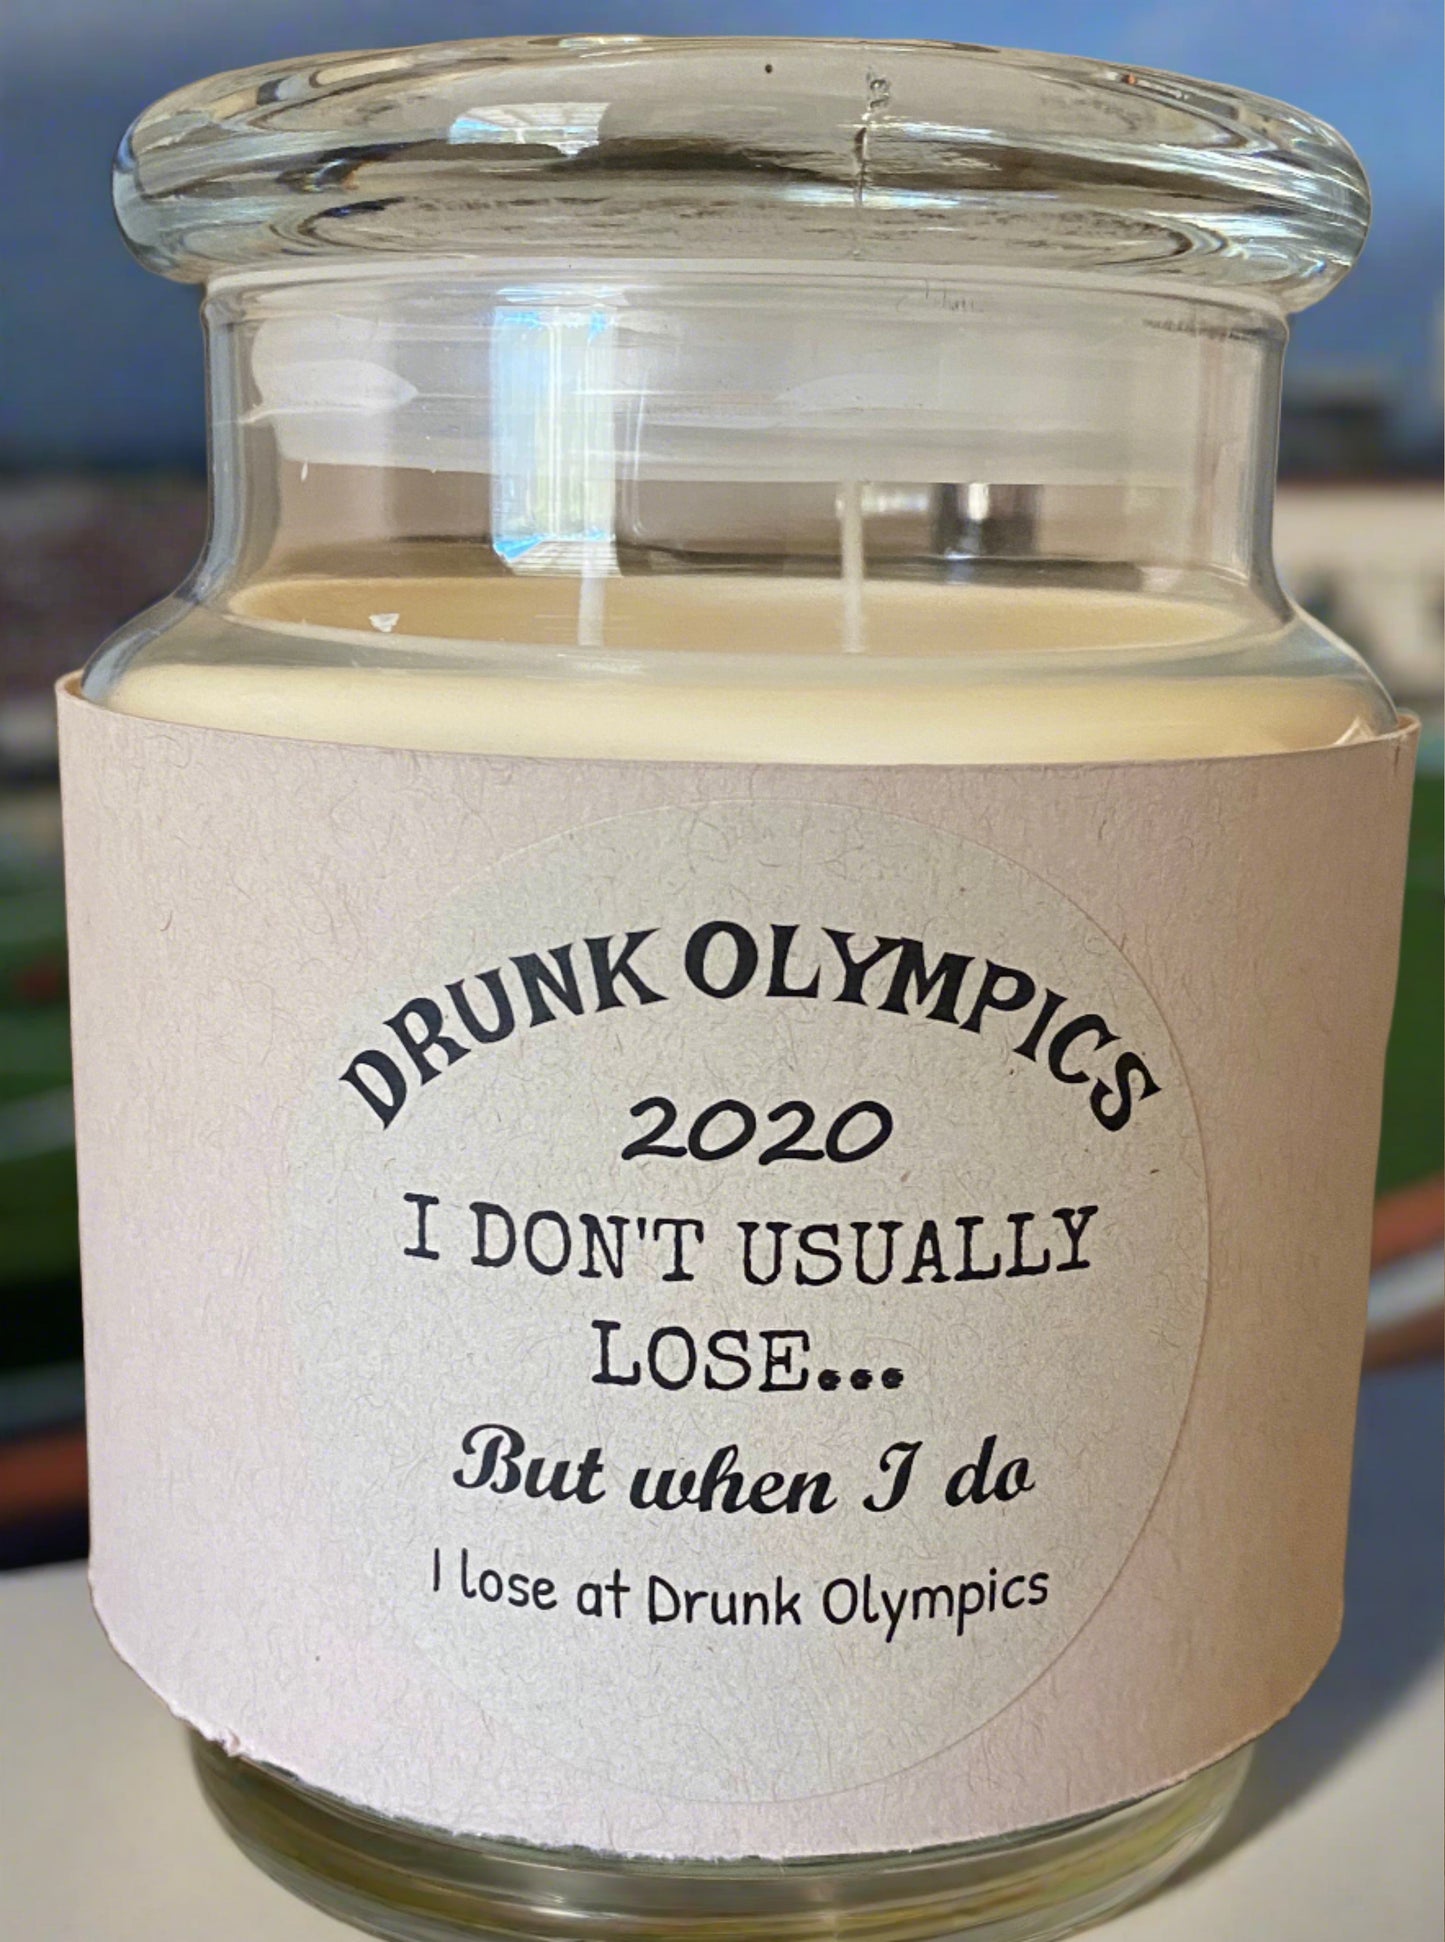 DRUNK OLYMPICS
2020
I DON'T USUALLY
LOSE...
But when I do
I lose at Drunk Olympics